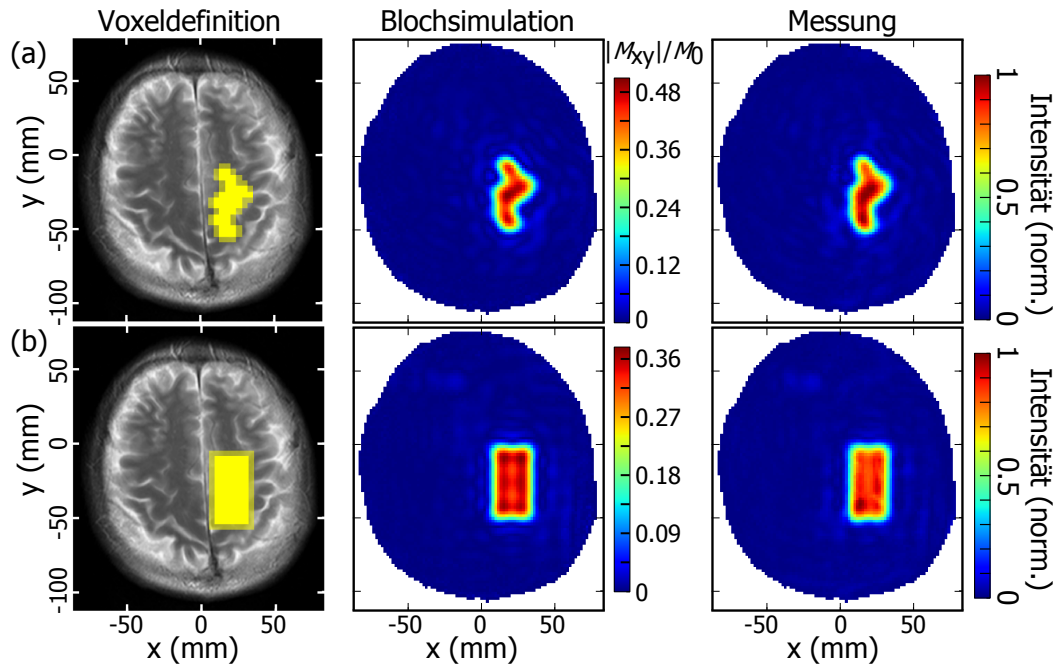 Voxeldefinition Blochsimulation Messung
(a)
|Mxy|/M0
50
0
-50
-100
y (mm)
0.48
0.36
0.24
0.12
0
1
0.5
0
Intensität (norm.)
(b)
50
0
-50
-100
y (mm)
0.36
0.27
0.18
0.09
0
1
0.5
0
Intensität (norm.)
-50 0 50 -50 0 50 -50 0 50
x (mm) x (mm) x (mm)